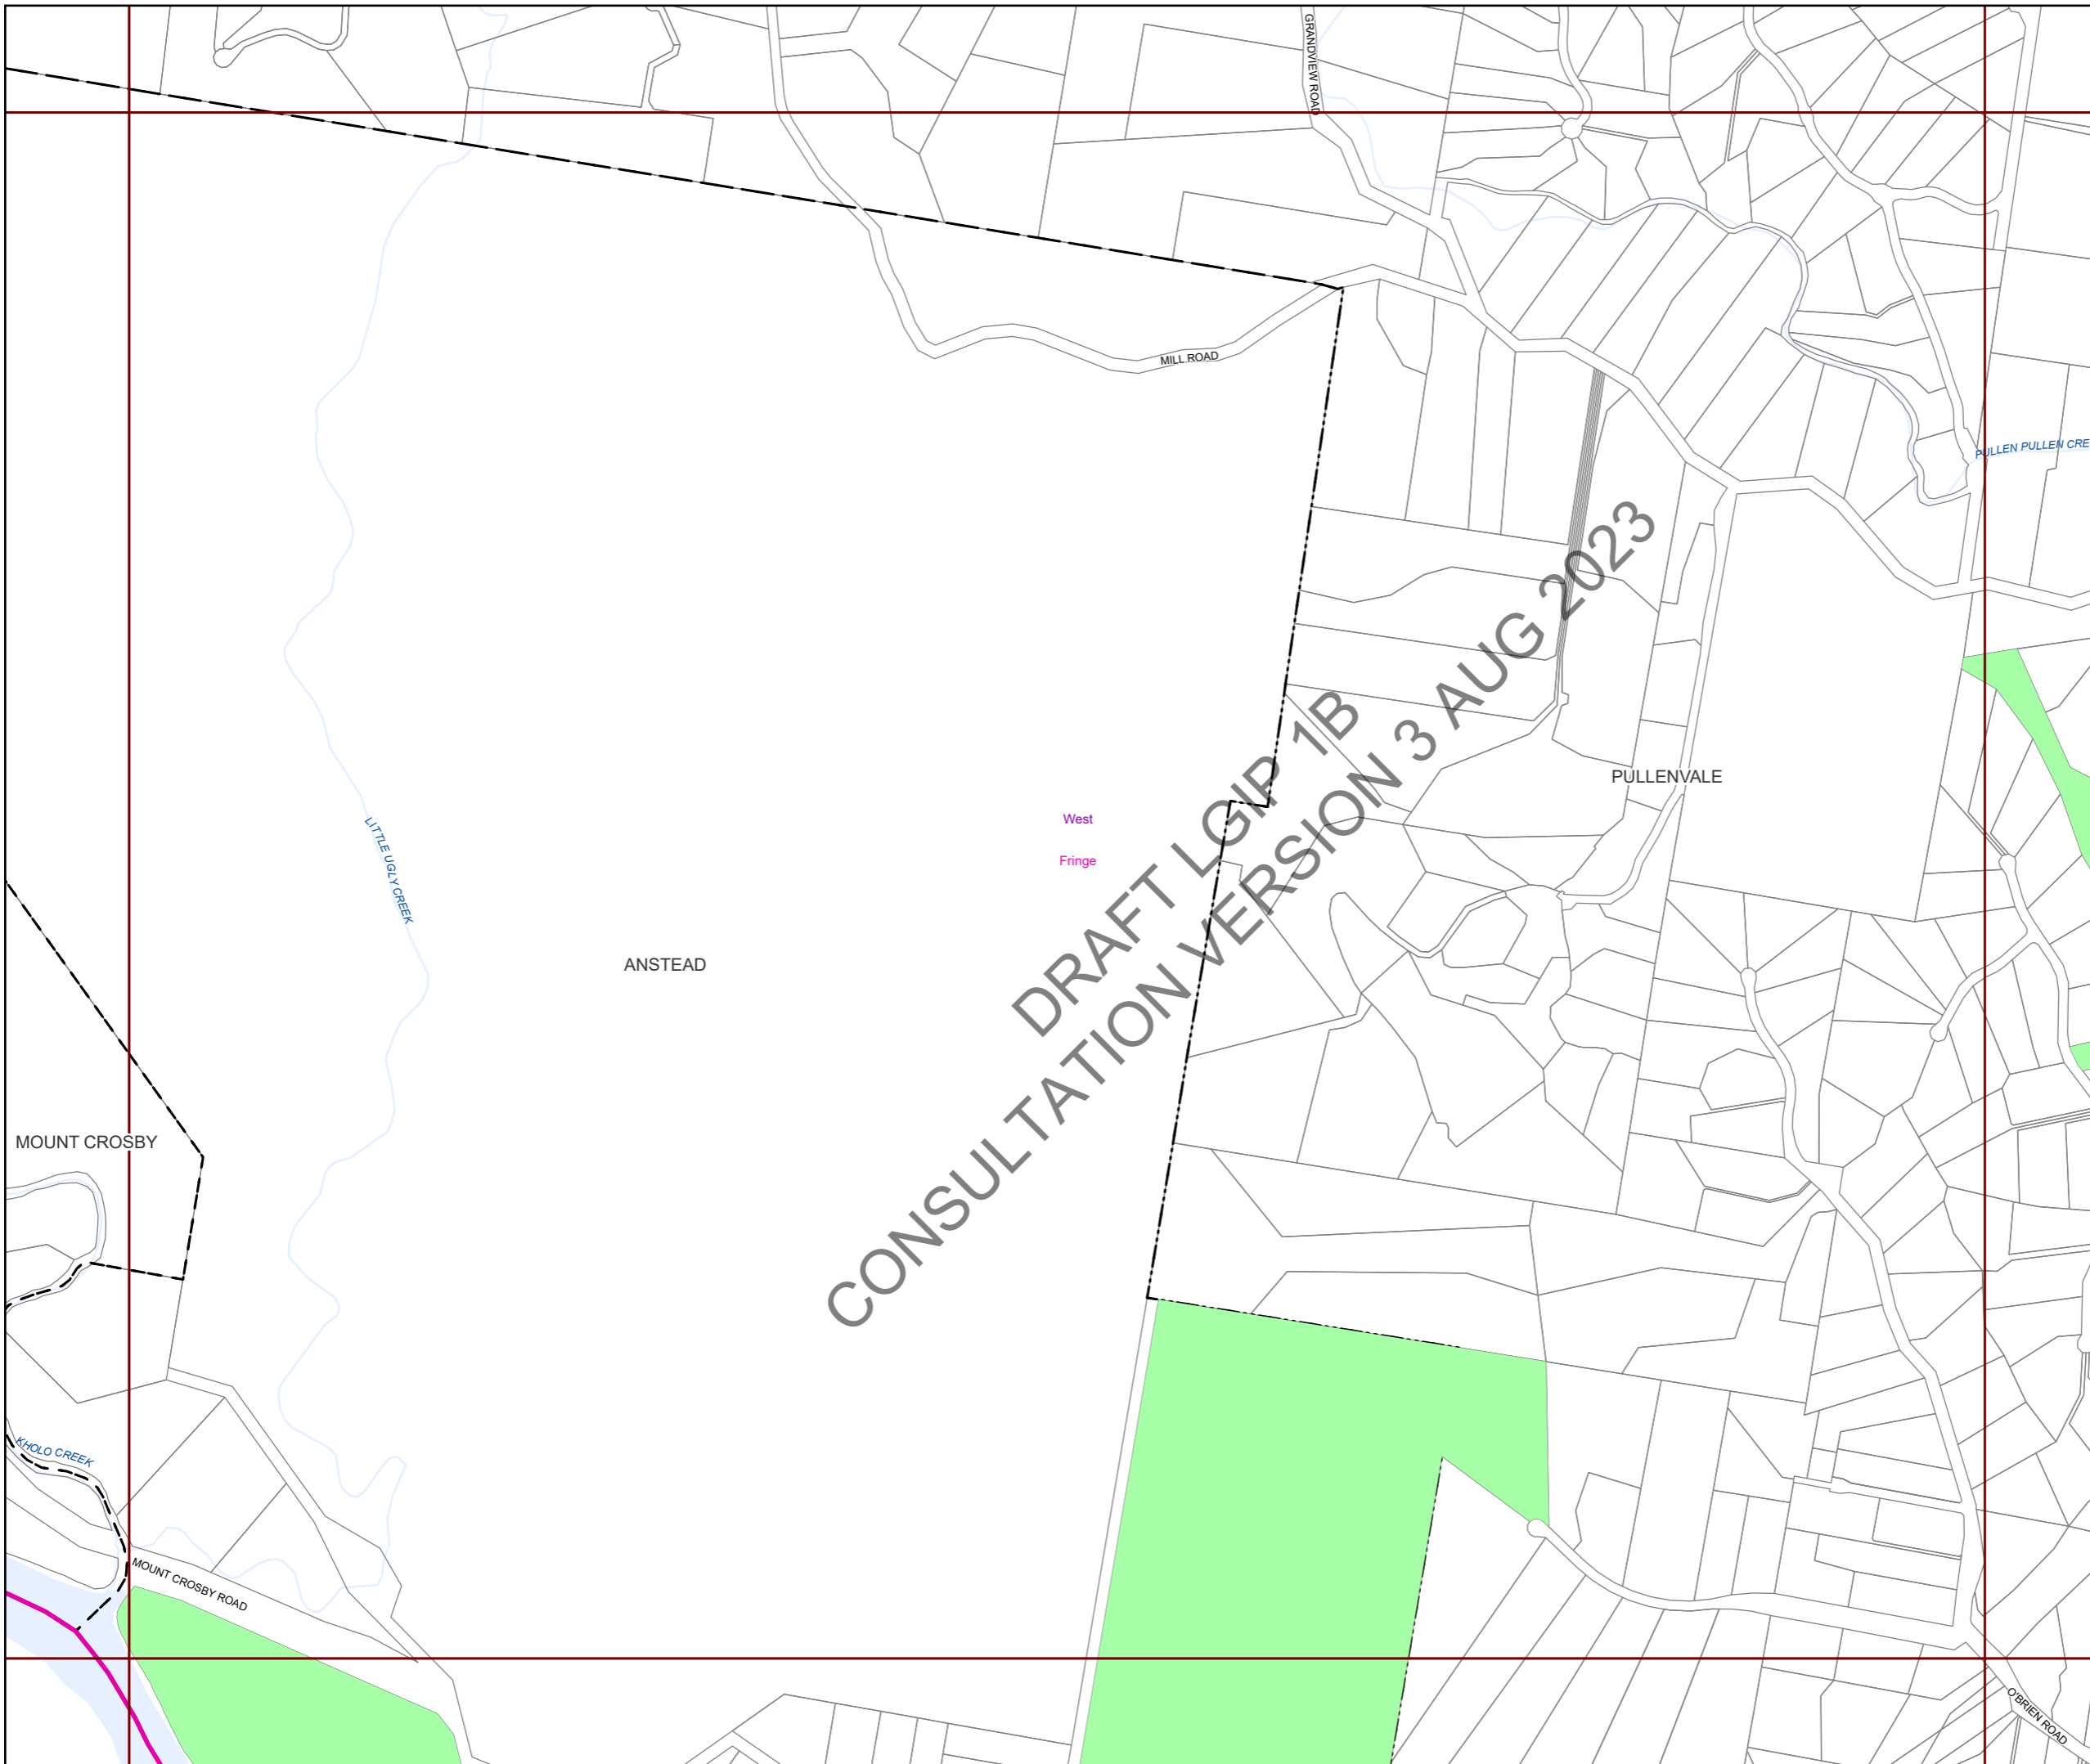 GRANDVIEW ROAD
MILL ROAD
PULLEN PULLEN CRE
PULLENVALE
West
Fringe
LITTLE UGLY CREEK
ANSTEAD
DRAFT LGIP 1B
CONSULTATION VERSION 3 AUG 2023
MOUNT CROSBY
KHOLO CREEK
MOUNT CROSBY ROAD
O'BRIEN ROAD